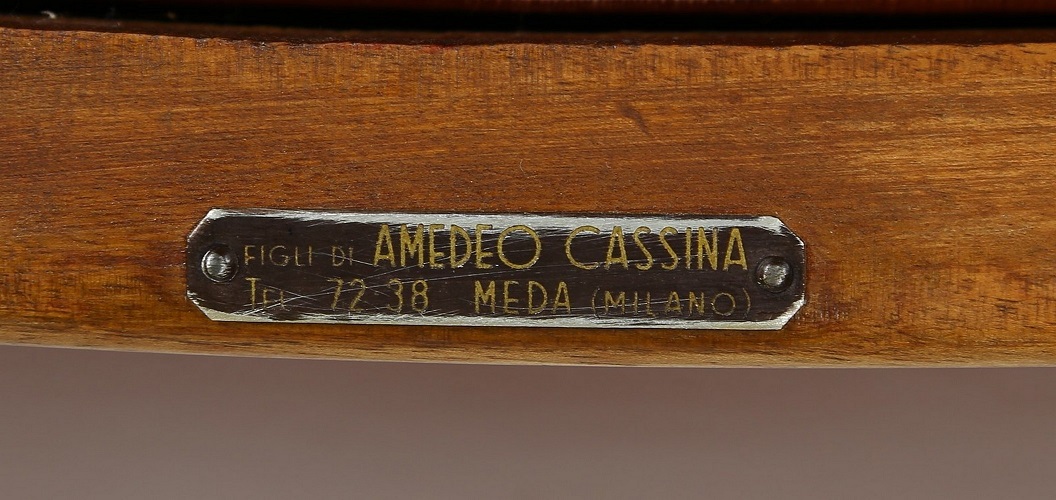 FIGLI DI AMEDEO CASSINA
TEL 72 38 MEDA (MILANO)